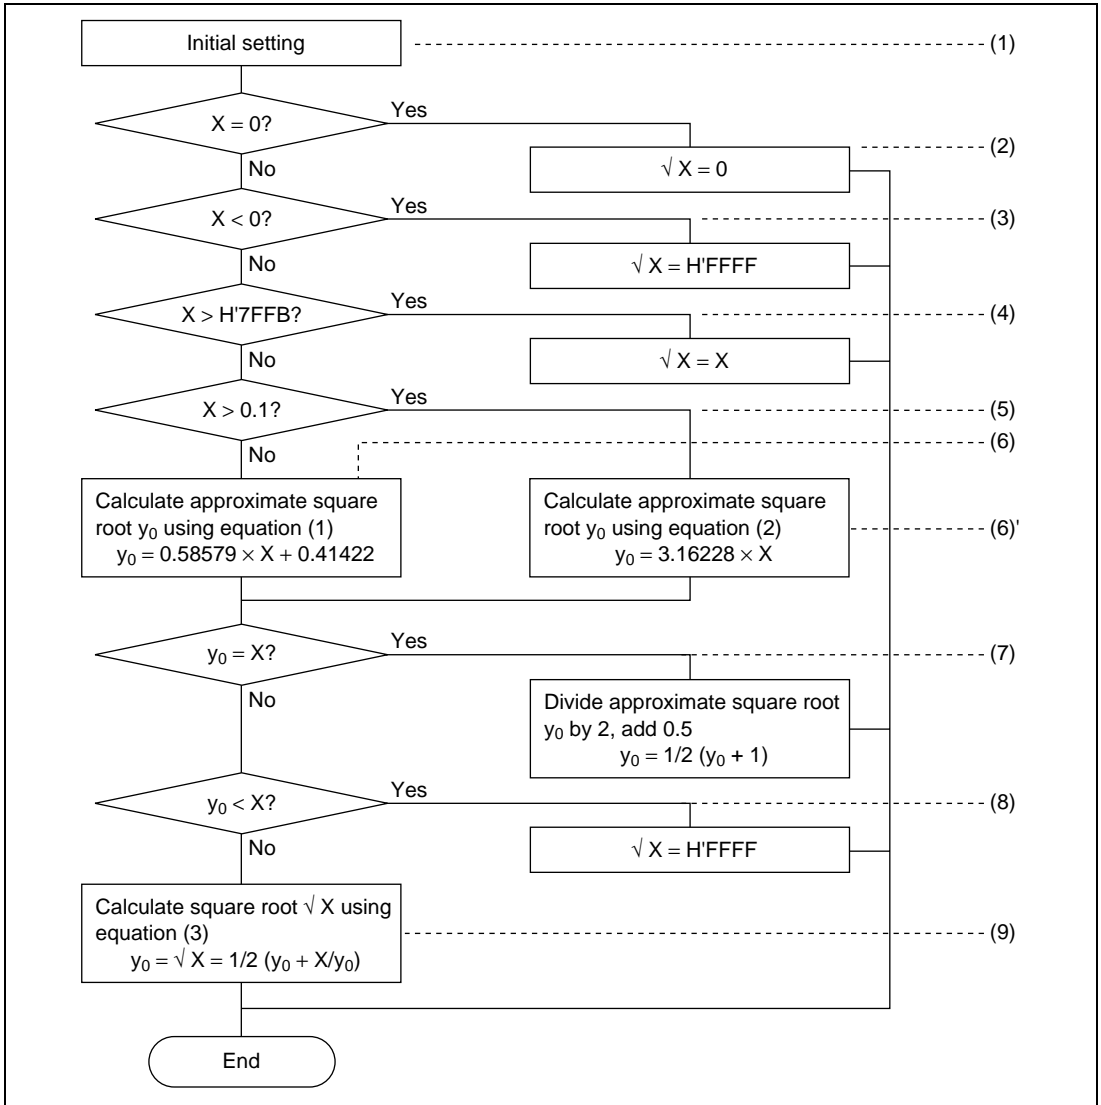 Initial setting
(1)
X = 0?
Yes
No
(2)
√ X = 0
X < 0?
Yes
No
(3)
√ X = H'FFFF
X > H'7FFB?
Yes
No
(4)
√ X = X
X > 0.1?
Yes
No
(5)
(6)
Calculate approximate square
root y0 using equation (1)
y0 = 0.58579 × X + 0.41422
Calculate approximate square
root y0 using equation (2)
y0 = 3.16228 × X
(6)'
y0 = X?
Yes
No
(7)
Divide approximate square root
y0 by 2, add 0.5
y0 = 1/2 (y0 + 1)
y0 < X?
Yes
No
(8)
√ X = H'FFFF
Calculate square root √ X using
equation (3)
y0 = √ X = 1/2 (y0 + X/y0)
(9)
End